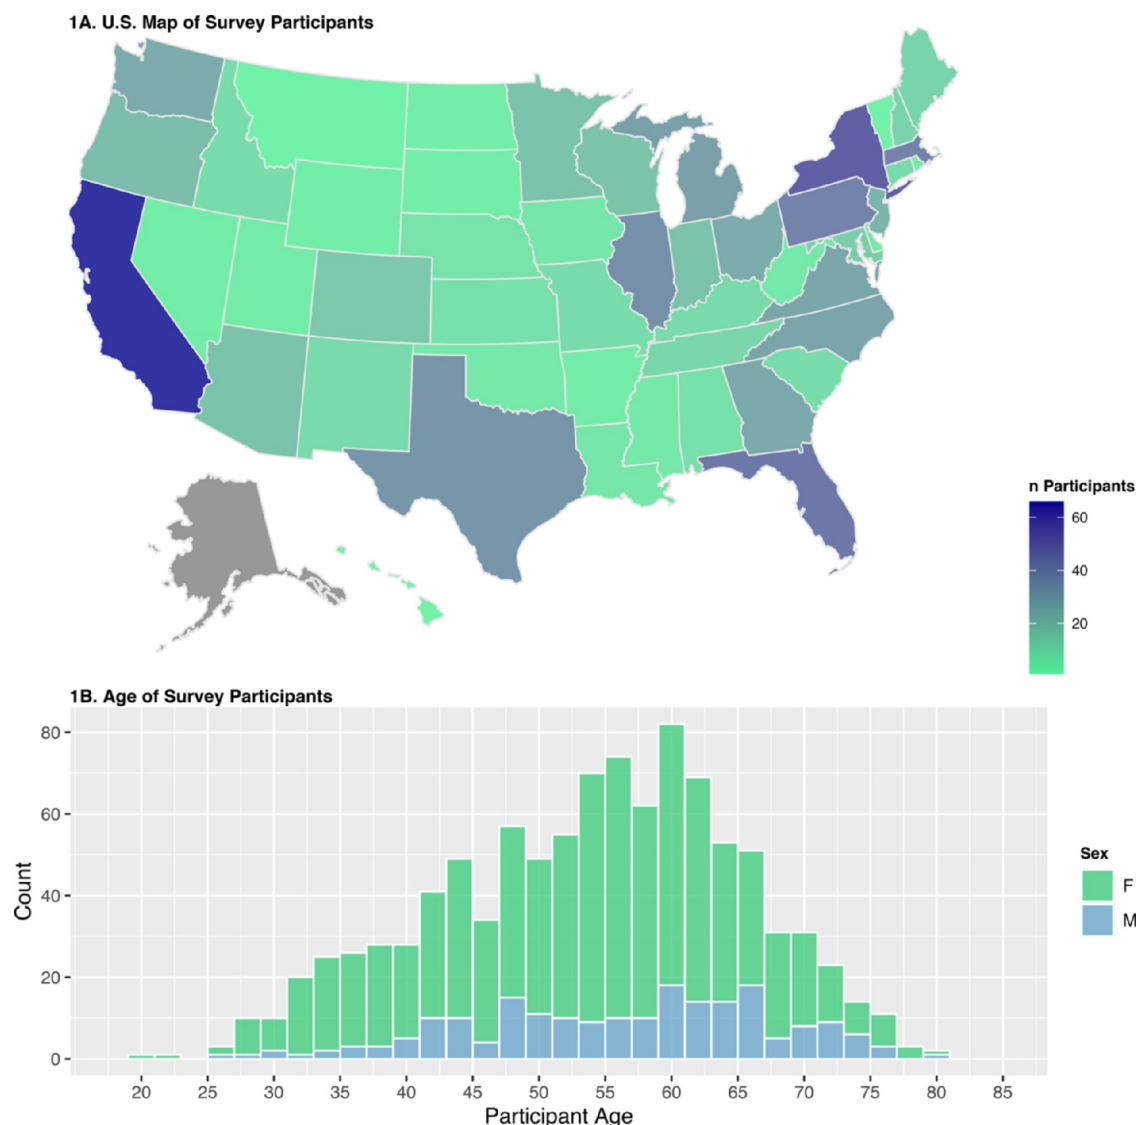 1A. U.S. Map of Survey Participants
n Participants
60
40
20
1B. Age of Survey Participants
80
60
40
20
0
Count
20 25 30 35 40 45 50 55 60 65 70 75 80 85
Participant Age
Sex
F
M